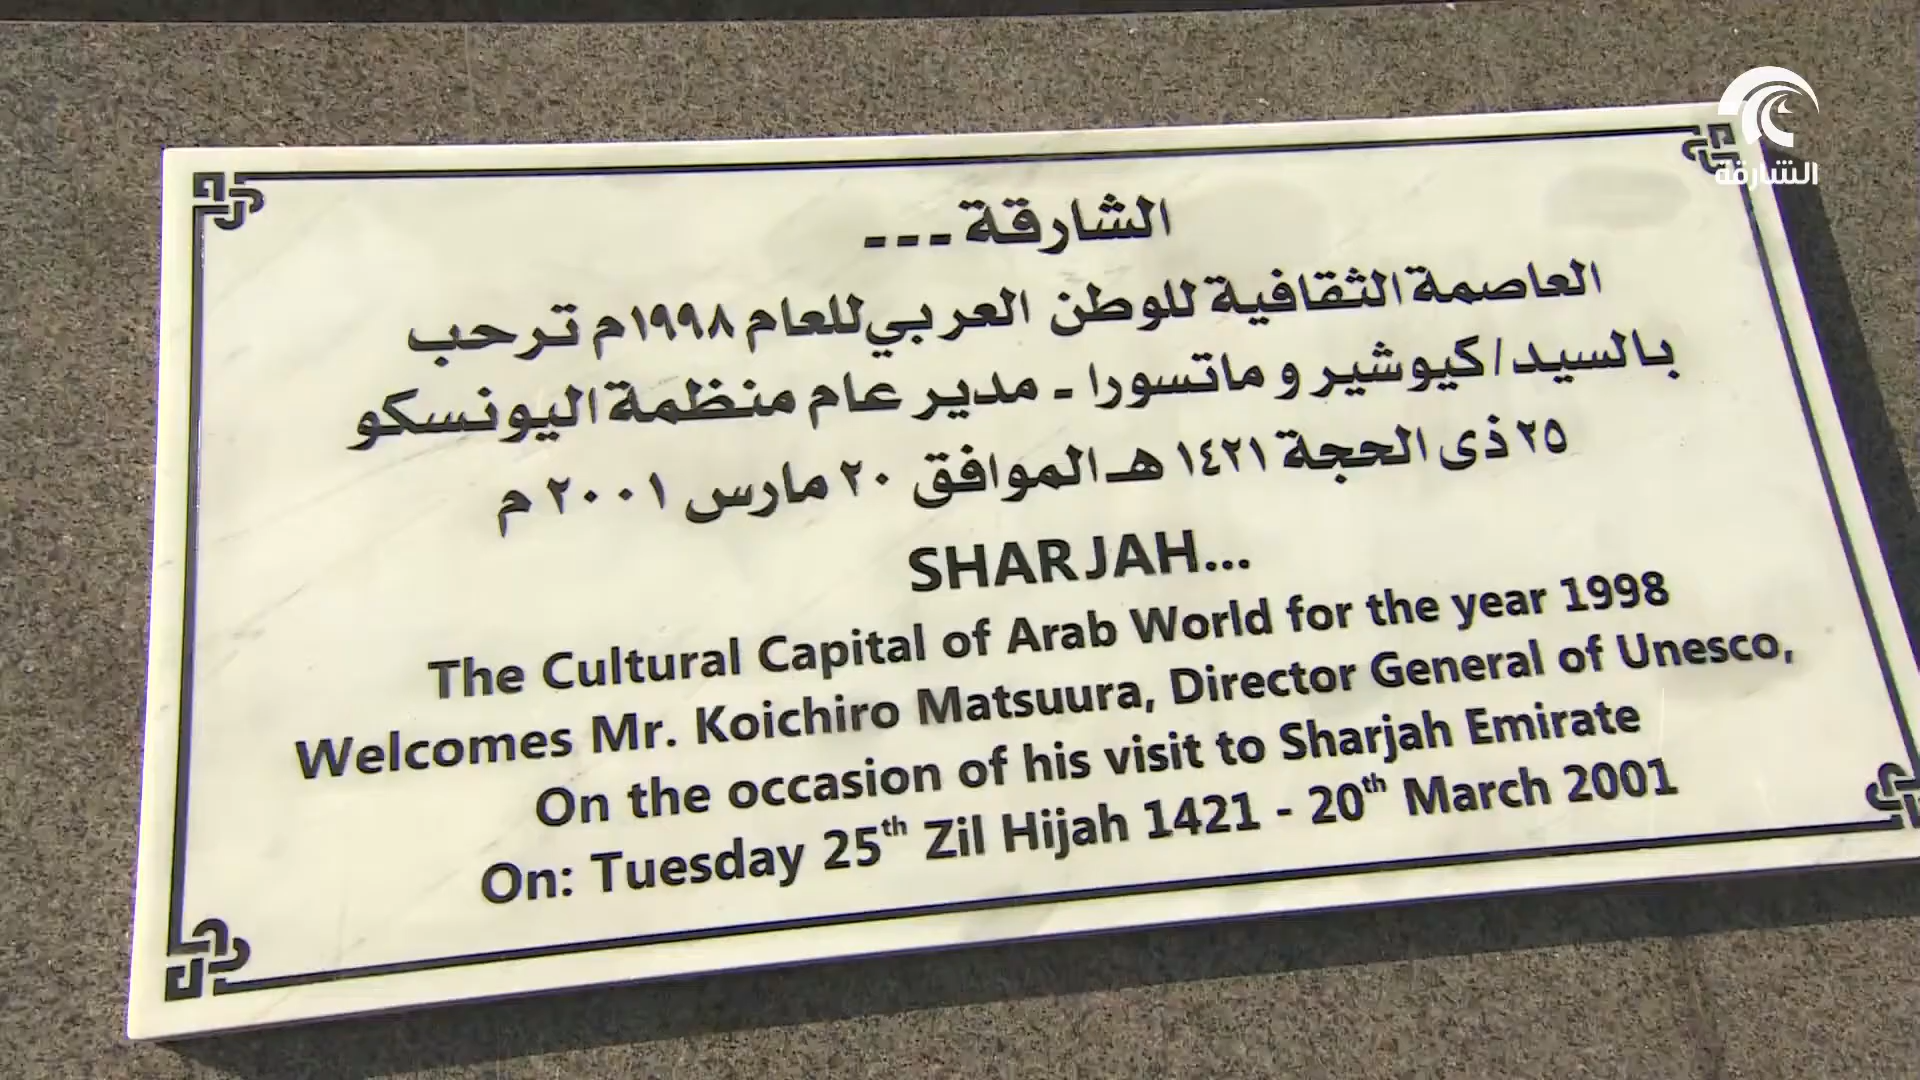 الشارقة
الشارقة ---
العاصمة الثقافية للوطن العربي للعام ١٩٩٨م ترحب
بالسيد/ كيوشير و ماتسورا - مدير عام منظمة اليونسكو
٢٥ ذى الحجة ١٤٢١ هـ الموافق ٢٠ مارس ٢٠٠١ م
SHARJAH...
The Cultural Capital of Arab World for the year 1998
Welcomes Mr. Koichiro Matsuura, Director General of Unesco,
On the occasion of his visit to Sharjah Emirate
On: Tuesday 25th Zil Hijah 1421 - 20th March 2001